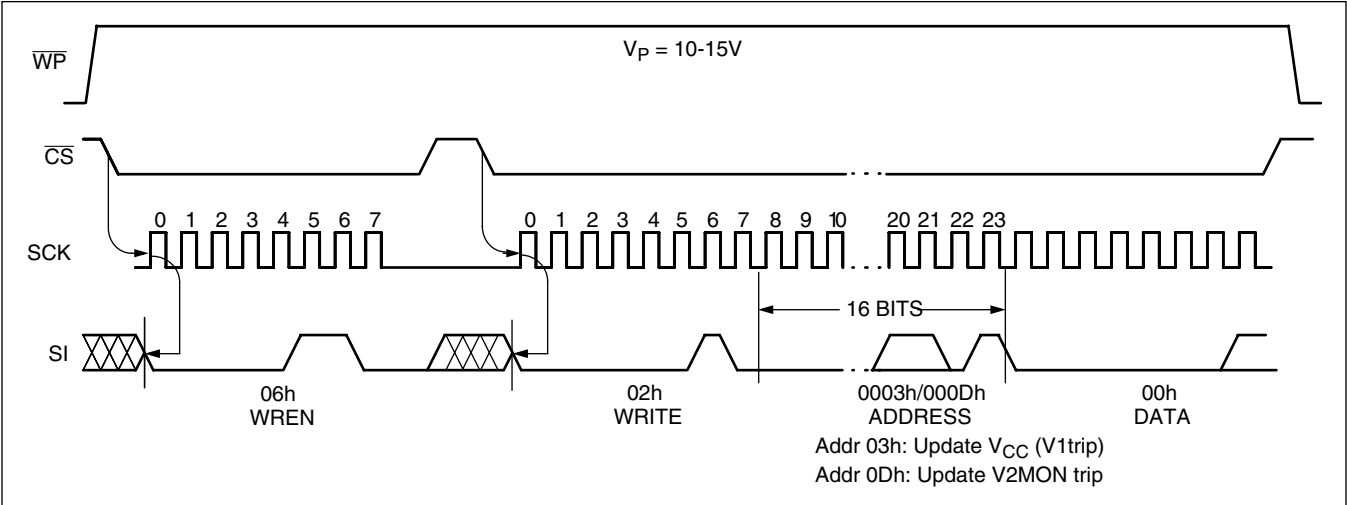 WP
V_P = 10-15V
CS
0 1 2 3 4 5 6 7 0 1 2 3 4 5 6 7 8 9 10 20 21 22 23
SCK
16 BITS
SI
06h 02h 0003h/000Dh 00h
WREN WRITE ADDRESS DATA
Addr 03h: Update V_CC (V1trip)
Addr 0Dh: Update V2MON trip